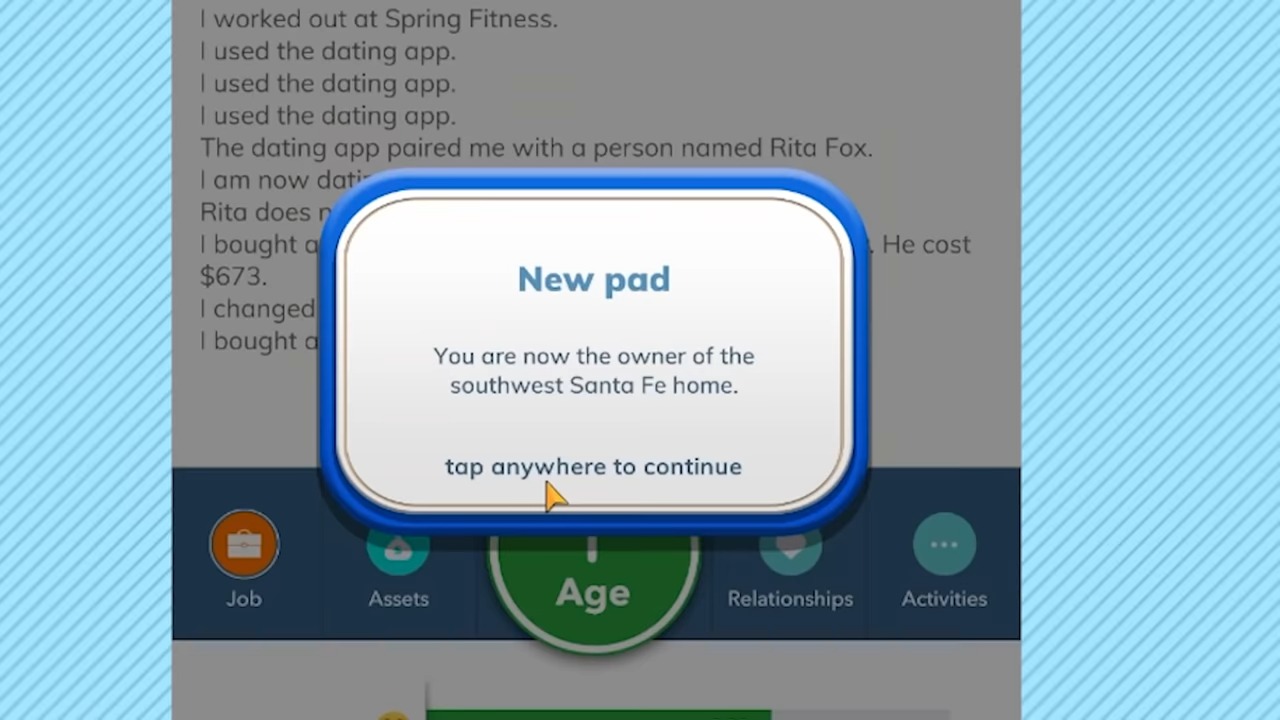 I worked out at Spring Fitness.
I used the dating app.
I used the dating app.
I used the dating app.
The dating app paired me with a person named Rita Fox.
I am now
Rita does
I bought a . He cost
$673.
I changed
I bought a
New pad
You are now the owner of the
southwest Santa Fe home.
tap anywhere to continue
Job
Assets
Age
Relationships
Activities